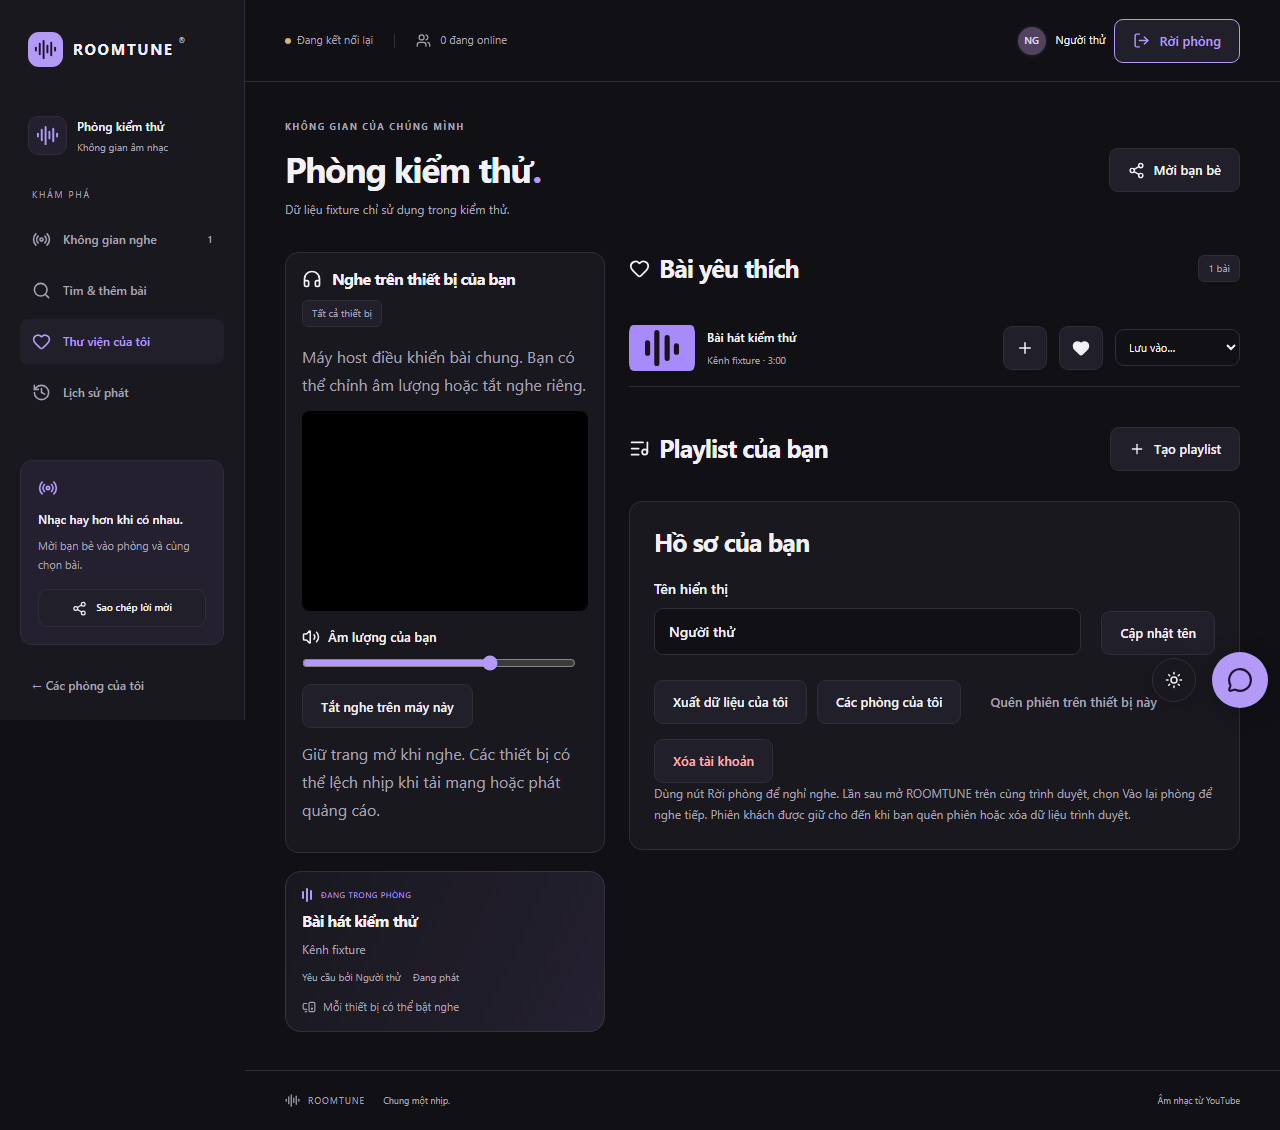 ROOMTUNE ®
Phòng kiểm thử
Không gian âm nhạc
KHÁM PHÁ
Không gian nghe 1
Tìm & thêm bài
Thư viện của tôi
Lịch sử phát
Nhạc hay hơn khi có nhau.
Mời bạn bè vào phòng và cùng
chọn bài.
Sao chép lời mời
← Các phòng của tôi
Đang kết nối lại
0 đang online
NG
Người thử
Rời phòng
KHÔNG GIAN CỦA CHÚNG MÌNH
Phòng kiểm thử.
Dữ liệu fixture chỉ sử dụng trong kiểm thử.
Mời bạn bè
Nghe trên thiết bị của bạn
Tất cả thiết bị
Máy host điều khiển bài chung. Bạn có
thể chỉnh âm lượng hoặc tắt nghe riêng.
Âm lượng của bạn
Tắt nghe trên máy này
Giữ trang mở khi nghe. Các thiết bị có
thể lệch nhịp khi tải mạng hoặc phát
quảng cáo.
ĐANG TRONG PHÒNG
Bài hát kiểm thử
Kênh fixture
Yêu cầu bởi Người thử Đang phát
Mỗi thiết bị có thể bật nghe
Bài yêu thích
1 bài
Bài hát kiểm thử
Kênh fixture · 3:00
Lưu vào...
Playlist của bạn
Tạo playlist
Hồ sơ của bạn
Tên hiển thị
Người thử
Cập nhật tên
Xuất dữ liệu của tôi
Các phòng của tôi
Quên phiên trên thiết bị này
Xóa tài khoản
Dùng nút Rời phòng để nghỉ nghe. Lần sau mở ROOMTUNE trên cùng trình duyệt, chọn Vào lại phòng để
nghe tiếp. Phiên khách được giữ cho đến khi bạn quên phiên hoặc xóa dữ liệu trình duyệt.
ROOMTUNE
Chung một nhịp.
Âm nhạc từ YouTube